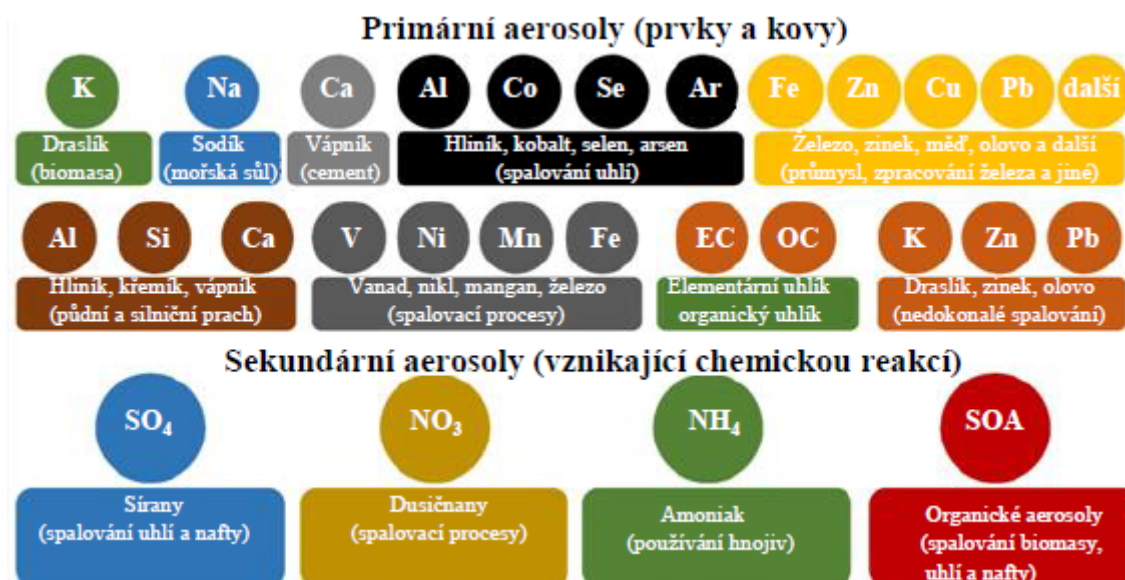 Primární aerosoly (prvky a kovy)
K Na Ca Al Co Se Ar Fe Zn Cu Pb další
Draslík
(biomasa)
Sodík
(mořská sůl)
Vápník
(cement)
Hliník, kobalt, selen, arsen
(spalování uhlí)
Železo, zinek, měď, olovo a další
(průmysl, zpracování železa a jiné)
Al Si Ca V Ni Mn Fe EC OC K Zn Pb
Hliník, křemík, vápník
(půdní a silniční prach)
Vanad, nikl, mangan, železo
(spalovací procesy)
Elementární uhlík
organický uhlík
Draslík, zinek, olovo
(nedokonalé spalování)
Sekundární aerosoly (vznikající chemickou reakcí)
SO₄ NO₃ NH₄ SOA
Sírany
(spalování uhlí a nafty)
Dusičnany
(spalovací procesy)
Amoniak
(používání hnojiv)
Organické aerosoly
(spalování biomasy,
uhlí a nafty)